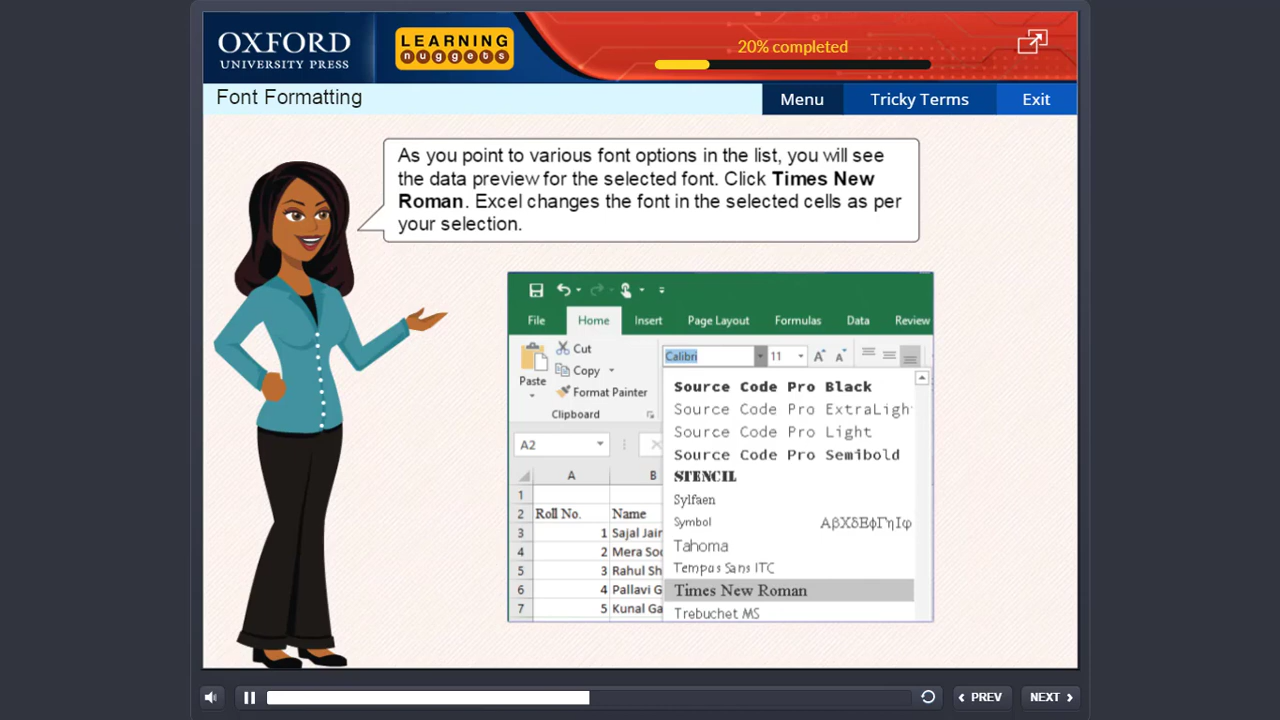 OXFORD
UNIVERSITY PRESS
LEARNING
nuggets
20% completed
Font Formatting
Menu
Tricky Terms
Exit
As you point to various font options in the list, you will see
the data preview for the selected font. Click Times New
Roman. Excel changes the font in the selected cells as per
your selection.
File Home Insert Page Layout Formulas Data Review
Paste
Cut
Copy
Format Painter
Clipboard
Calibri
11
Source Code Pro Black
Source Code Pro ExtraLigh
Source Code Pro Light
Source Code Pro Semibold
STENCIL
Sylfaen
Symbol ΑβΧδΕφΓηΙφ
Tahoma
Tempus Sans ITC
Times New Roman
Trebuchet MS
A2
A B
1
2 Roll No. Name
3 1 Sajal Jain
4 2 Mera Soo
5 3 Rahul Sh
6 4 Pallavi G
7 5 Kunal Ga
PREV
NEXT